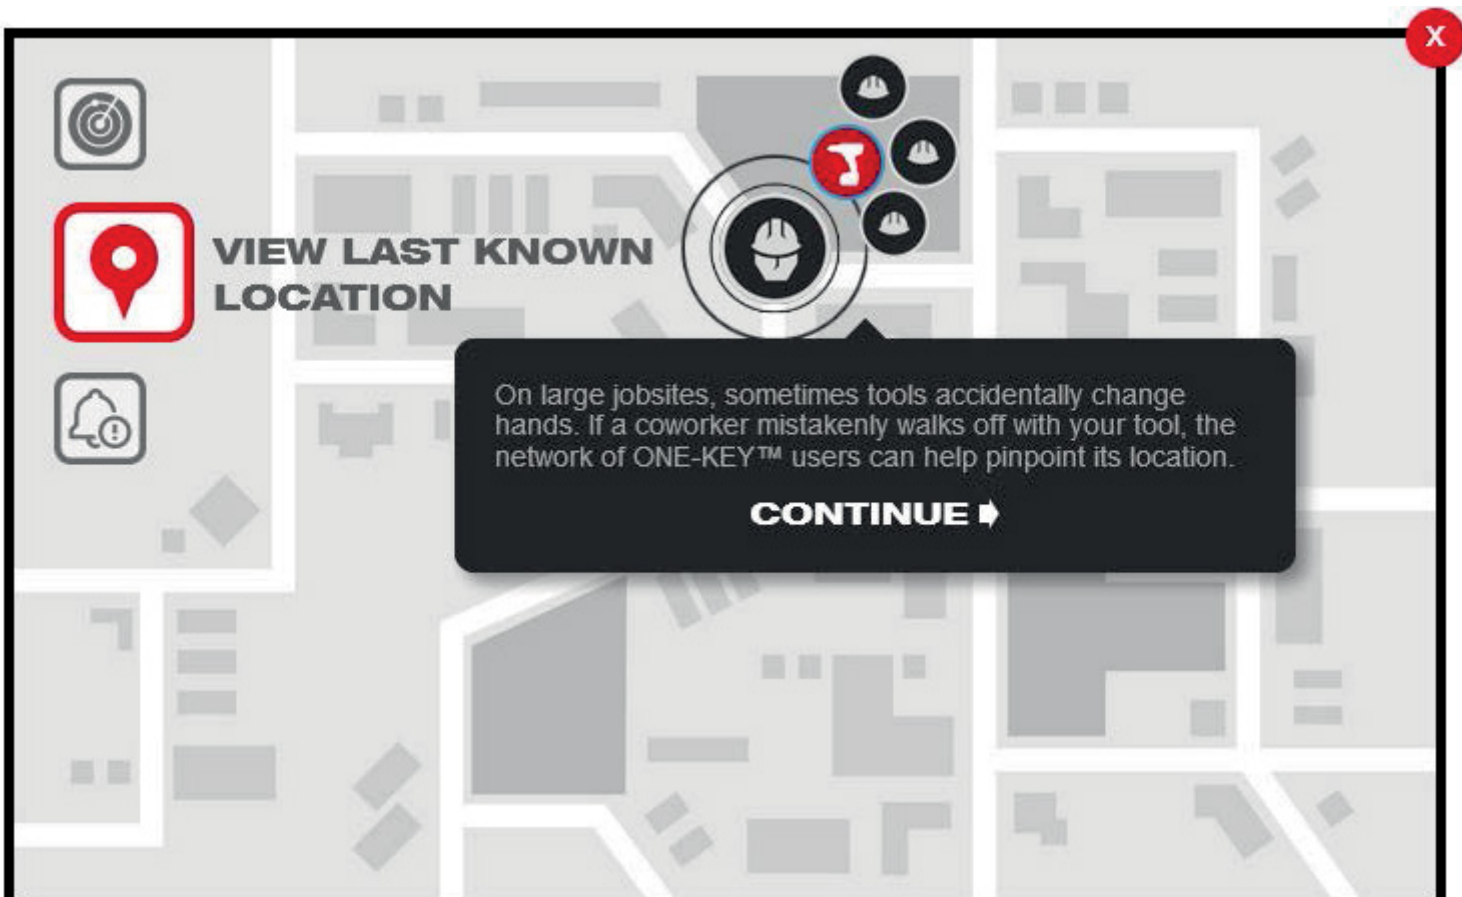 X
VIEW LAST KNOWN
LOCATION
On large jobsites, sometimes tools accidentally change
hands. If a coworker mistakenly walks off with your tool, the
network of ONE-KEY™ users can help pinpoint its location.
CONTINUE